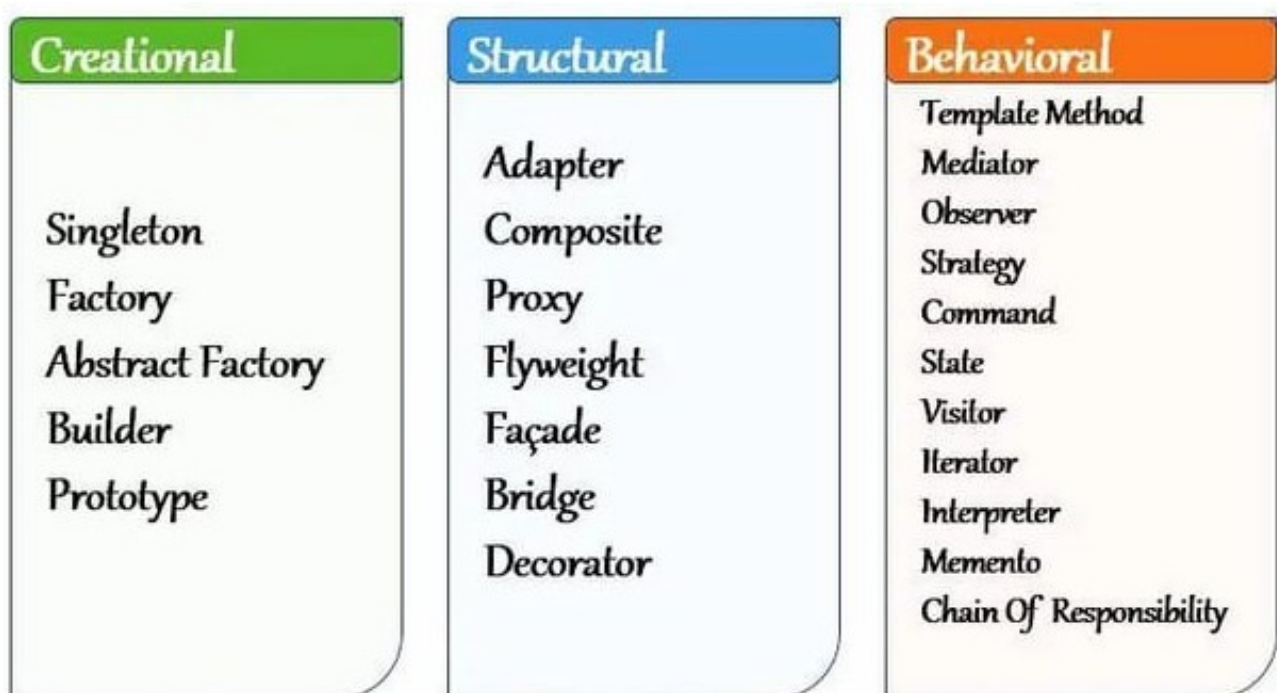 Creational
Singleton
Factory
Abstract Factory
Builder
Prototype
Structural
Adapter
Composite
Proxy
Flyweight
Façade
Bridge
Decorator
Behavioral
Template Method
Mediator
Observer
Strategy
Command
State
Visitor
Iterator
Interpreter
Memento
Chain Of Responsibility